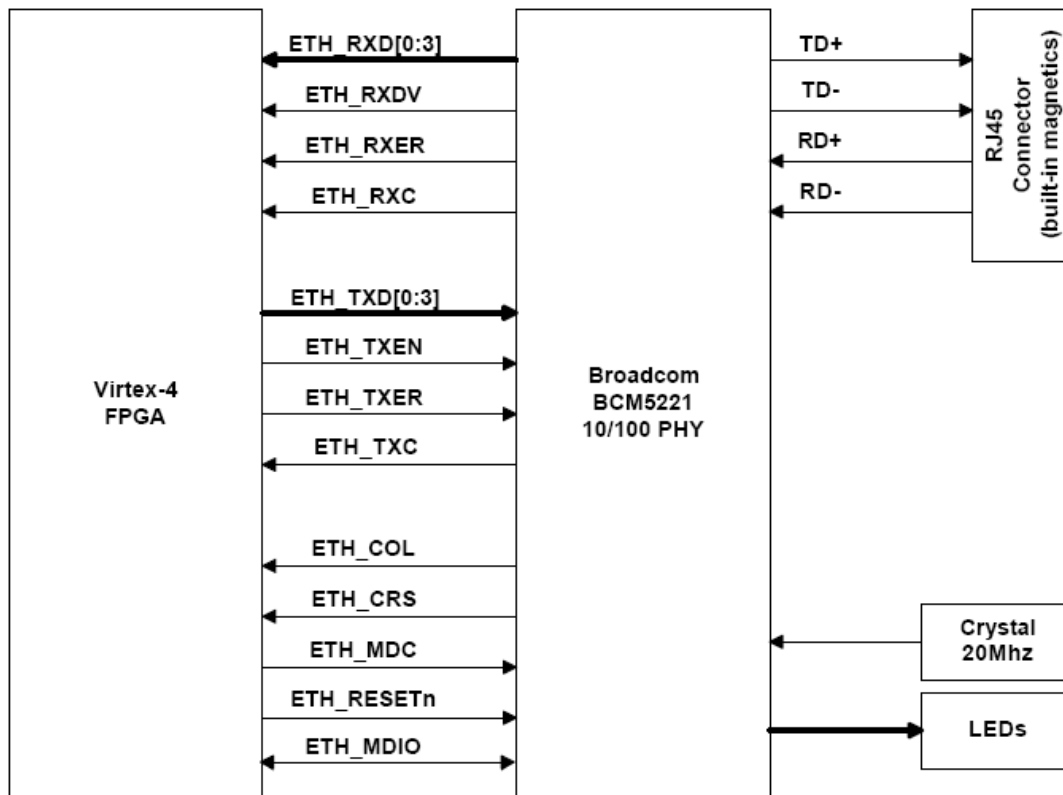 ETH_RXD[0:3]
ETH_RXDV
ETH_RXER
ETH_RXC
ETH_TXD[0:3]
ETH_TXEN
ETH_TXER
ETH_TXC
ETH_COL
ETH_CRS
ETH_MDC
ETH_RESETn
ETH_MDIO
Virtex-4
FPGA
Broadcom
BCM5221
10/100 PHY
TD+
TD-
RD+
RD-
RJ45
Connector
(built-in magnetics)
Crystal
20Mhz
LEDs